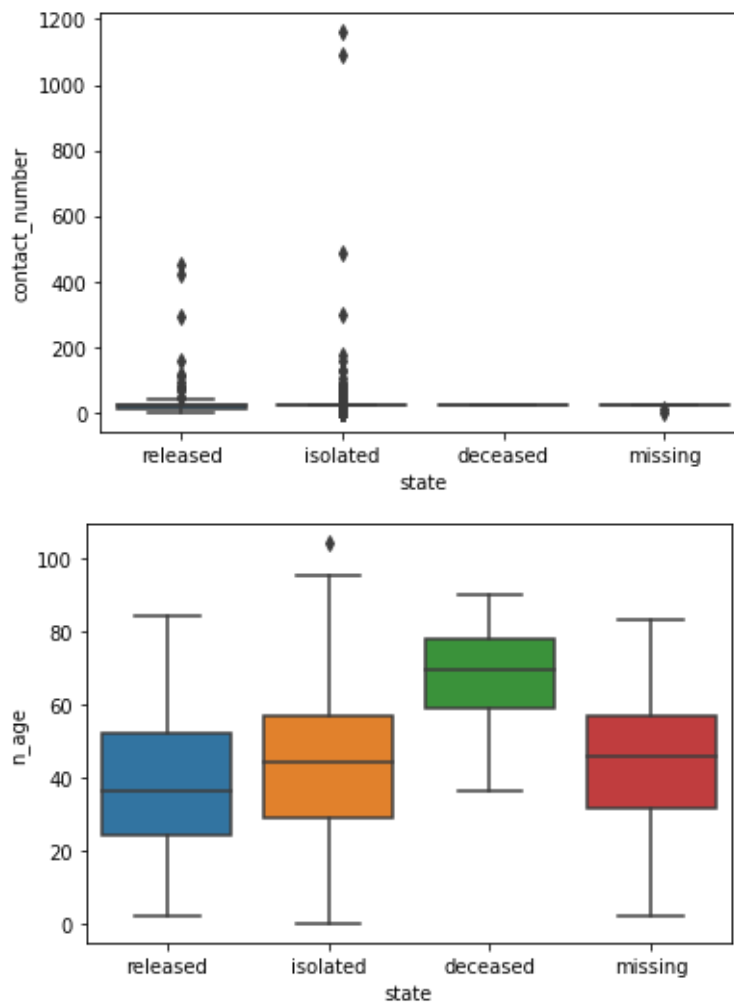 1200
1000
800
600
400
200
0
contact_number
released isolated deceased missing
state
100
80
60
40
20
0
n_age
released isolated deceased missing
state